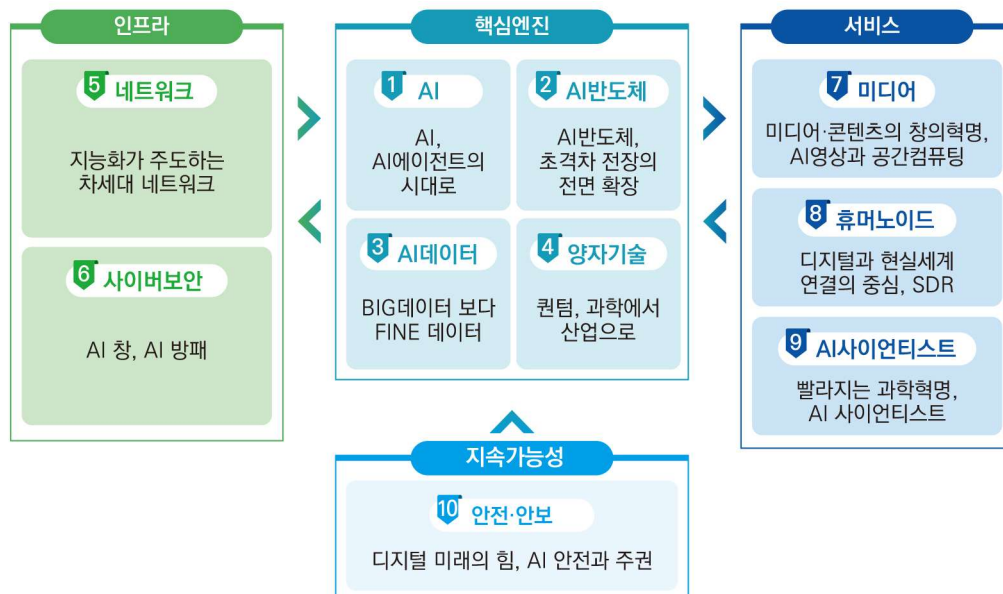 인프라
5 네트워크
지능화가 주도하는
차세대 네트워크
6 사이버보안
AI 창, AI 방패
핵심엔진
1 AI
AI,
AI에이전트의
시대로
2 AI반도체
AI반도체,
초격차 전장의
전면 확장
3 AI데이터
BIG데이터 보다
FINE 데이터
4 양자기술
퀀텀, 과학에서
산업으로
서비스
7 미디어
미디어·콘텐츠의 창의혁명,
AI영상과 공간컴퓨팅
8 휴머노이드
디지털과 현실세계
연결의 중심, SDR
9 AI사이언티스트
빨라지는 과학혁명,
AI 사이언티스트
지속가능성
10 안전·안보
디지털 미래의 힘, AI 안전과 주권